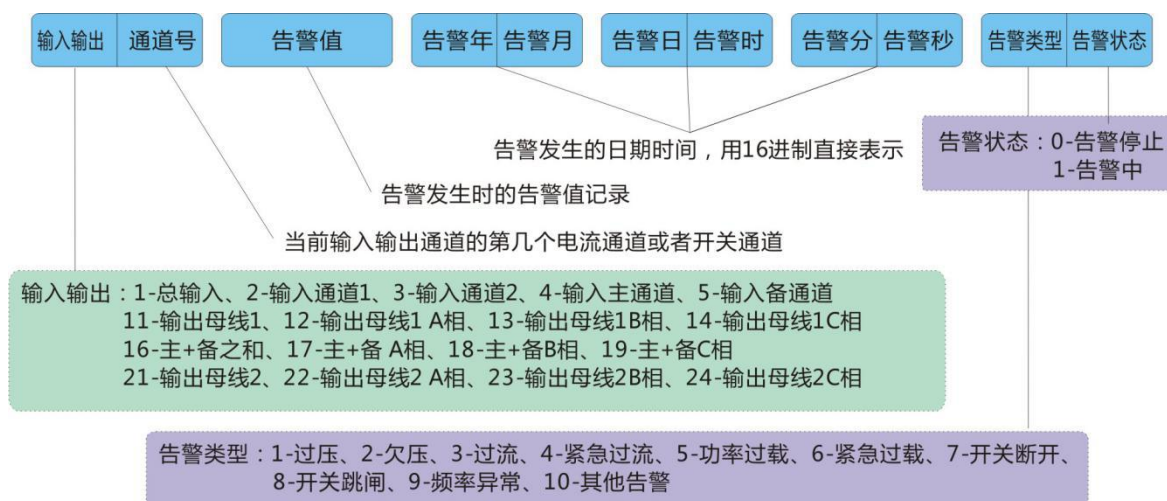 输入输出 通道号 告警值 告警年 告警月 告警日 告警时 告警分 告警秒 告警类型 告警状态
告警发生的日期时间,用16进制直接表示
告警状态:0-告警停止
1-告警中
告警发生时的告警值记录
当前输入输出通道的第几个电流通道或者开关通道
输入输出:1-总输入、2-输入通道1、3-输入通道2、4-输入主通道、5-输入备通道
11-输出母线1、12-输出母线1 A相、13-输出母线1B相、14-输出母线1C相
16-主+备之和、17-主+备 A相、18-主+备B相、19-主+备C相
21-输出母线2、22-输出母线2 A相、23-输出母线2B相、24-输出母线2C相
告警类型:1-过压、2-欠压、3-过流、4-紧急过流、5-功率过载、6-紧急过载、7-开关断开、
8-开关跳闸、9-频率异常、10-其他告警